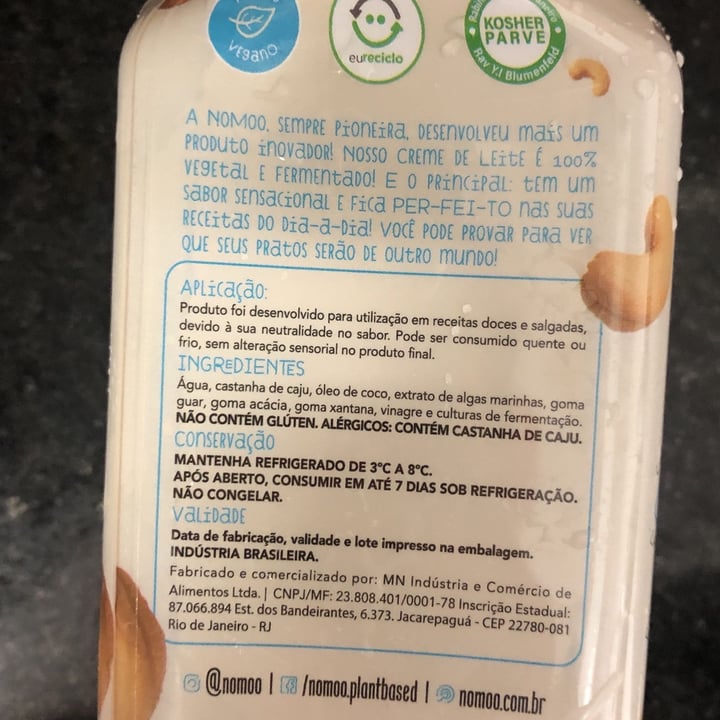 VEGANO
eureciclo
KOSHER
PARVE
Rav Y.I Blumenfeld
A NOMOO, SEMPRE PIONEIRA, DESENVOLVEU MAIS UM
PRODUTO INOVADOR! NOSSO CREME DE LEITE É 100%
VEGETAL E FERMENTADO! E O PRINCIPAL: TEM UM
SABOR SENSACIONAL E FICA PER-FEI-TO NAS SUAS
RECEITAS DO DIA-A-DIA! VOCÊ PODE PROVAR PARA VER
QUE SEUS PRATOS SERÃO DE OUTRO MUNDO!
APLICAÇÃO:
Produto foi desenvolvido para utilização em receitas doces e salgadas,
devido à sua neutralidade no sabor. Pode ser consumido quente ou
frio, sem alteração sensorial no produto final.
INGREDIENTES
Água, castanha de caju, óleo de coco, extrato de algas marinhas, goma
guar, goma acácia, goma xantana, vinagre e culturas de fermentação.
NÃO CONTÉM GLÚTEN. ALÉRGICOS: CONTÉM CASTANHA DE CAJU.
CONSERVAÇÃO
MANTENHA REFRIGERADO DE 3°C A 8°C.
APÓS ABERTO, CONSUMIR EM ATÉ 7 DIAS SOB REFRIGERAÇÃO.
NÃO CONGELAR.
VALIDADE
Data de fabricação, validade e lote impresso na embalagem.
INDÚSTRIA BRASILEIRA.
Fabricado e comercializado por: MN Indústria e Comércio de
Alimentos Ltda. | CNPJ/MF: 23.808.401/0001-78 Inscrição Estadual:
87.066.894 Est. dos Bandeirantes, 6.373. Jacarepaguá - CEP 22780-081
Rio de Janeiro - RJ
@nomoo | /nomoo.plantbased | nomoo.com.br